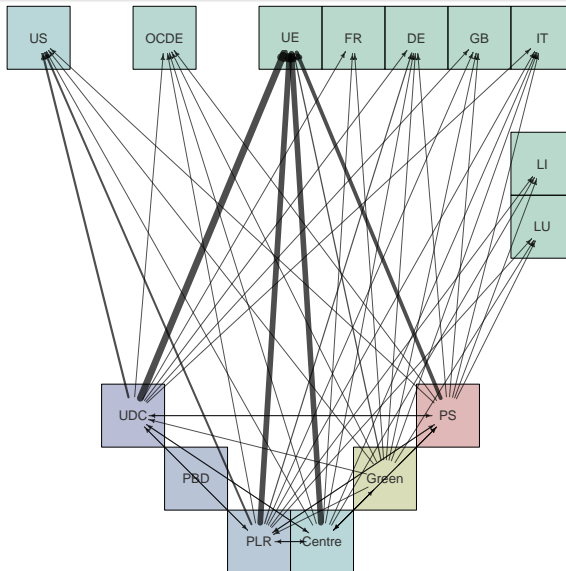 US
OCDE
UE
FR
DE
GB
IT
LI
LU
UDC
PS
PBD
Green
PLR
Centre